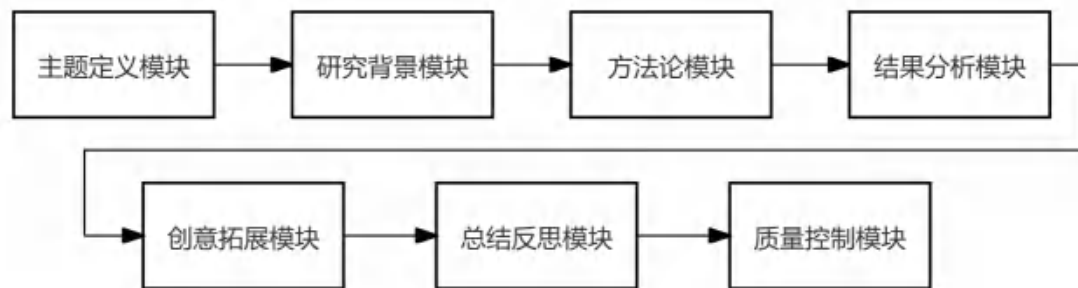 主题定义模块
研究背景模块
方法论模块
结果分析模块
创意拓展模块
总结反思模块
质量控制模块